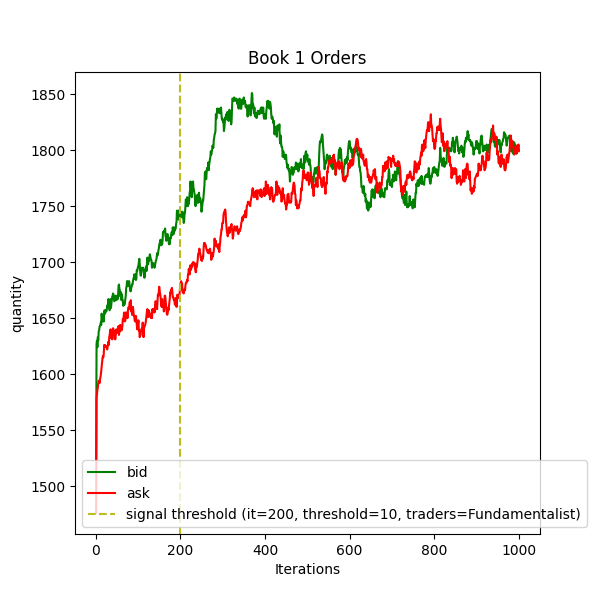 Book 1 Orders
quantity
1850
1800
1750
1700
1650
1600
1550
1500
bid
ask
signal threshold (it=200, threshold=10, traders=Fundamentalist)
0 200 400 600 800 1000
Iterations